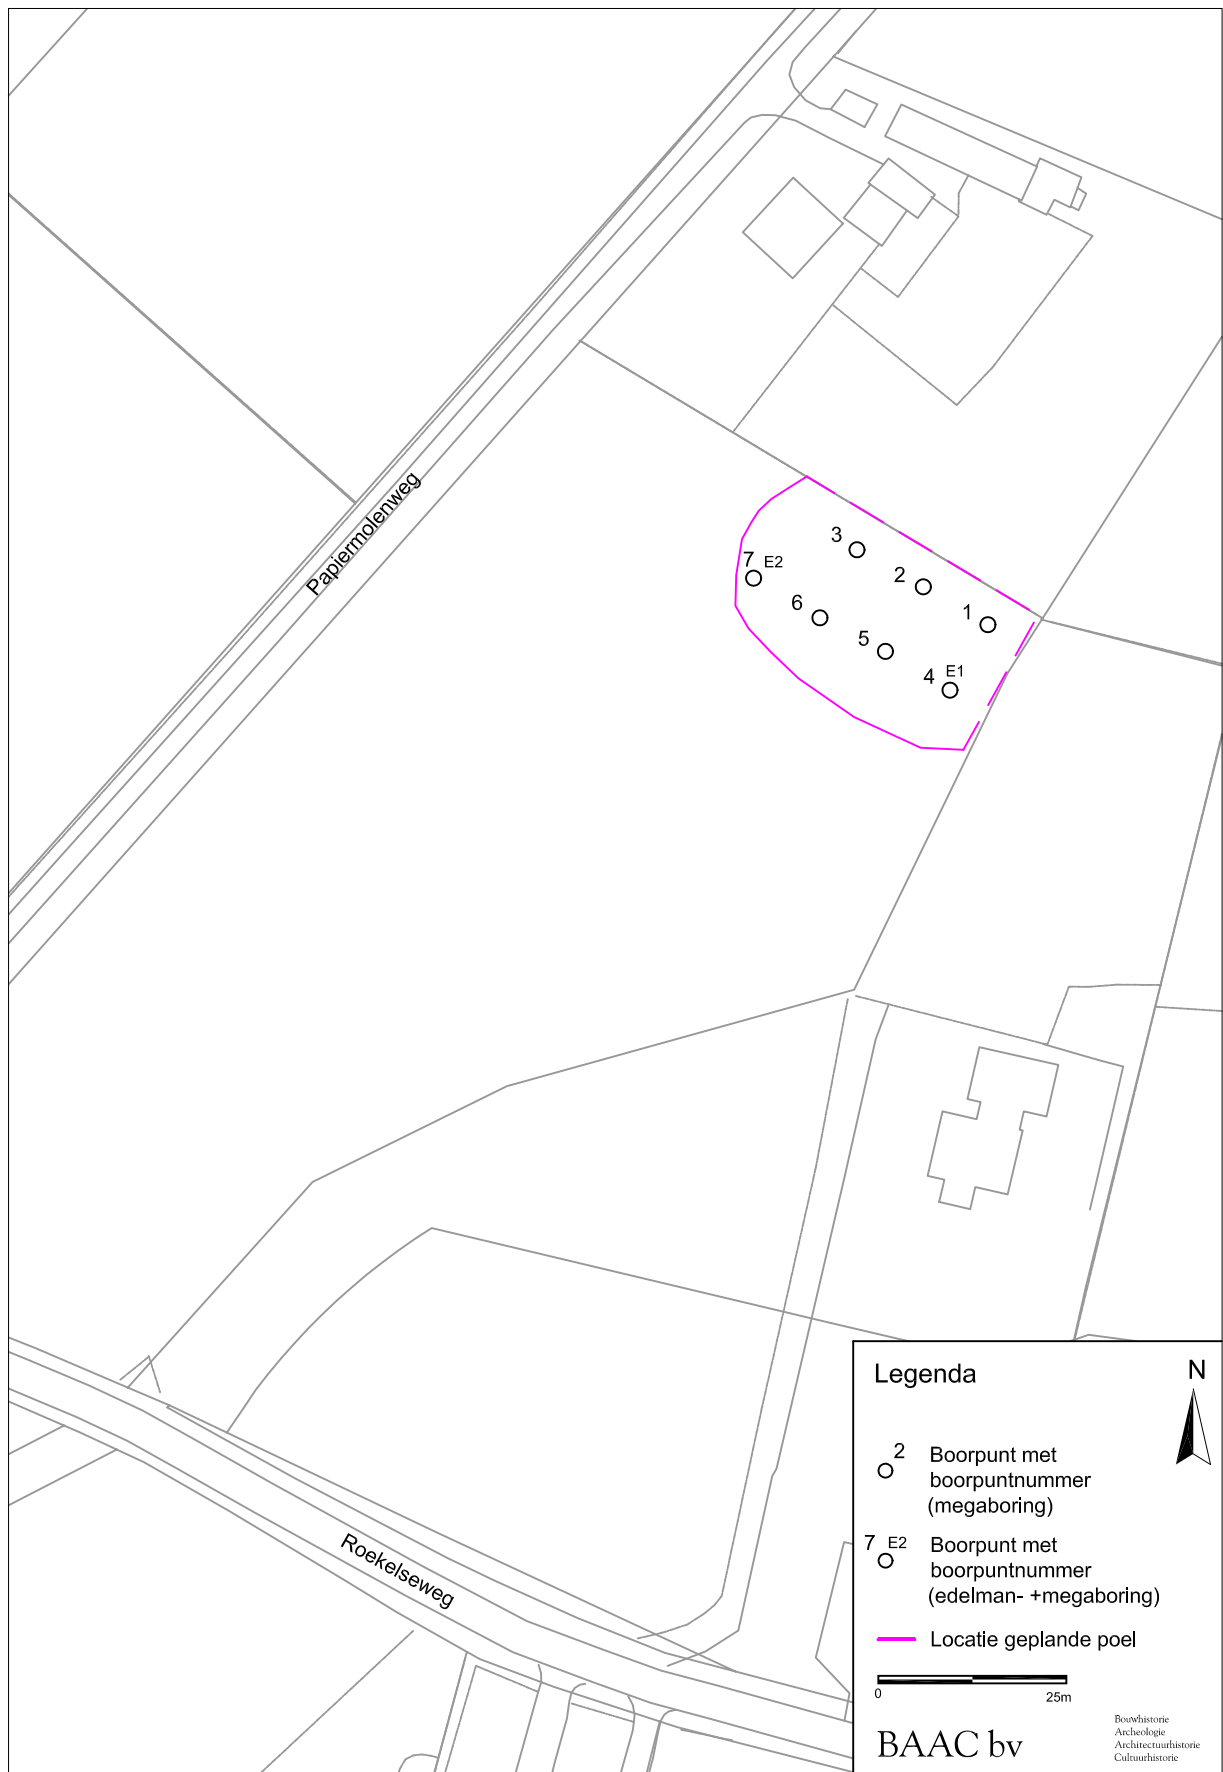 Papiermolenweg
3
2
7 E2
1
6
5
4 E1
Legenda
N
2
Boorpunt met
boorpuntnummer
(megaboring)
7 E2
Boorpunt met
boorpuntnummer
(edelman- +megaboring)
Roekelseweg
Locatie geplande poel
0 25m
BAAC bv
Bouwhistorie
Archeologie
Architectuurhistorie
Cultuurhistorie